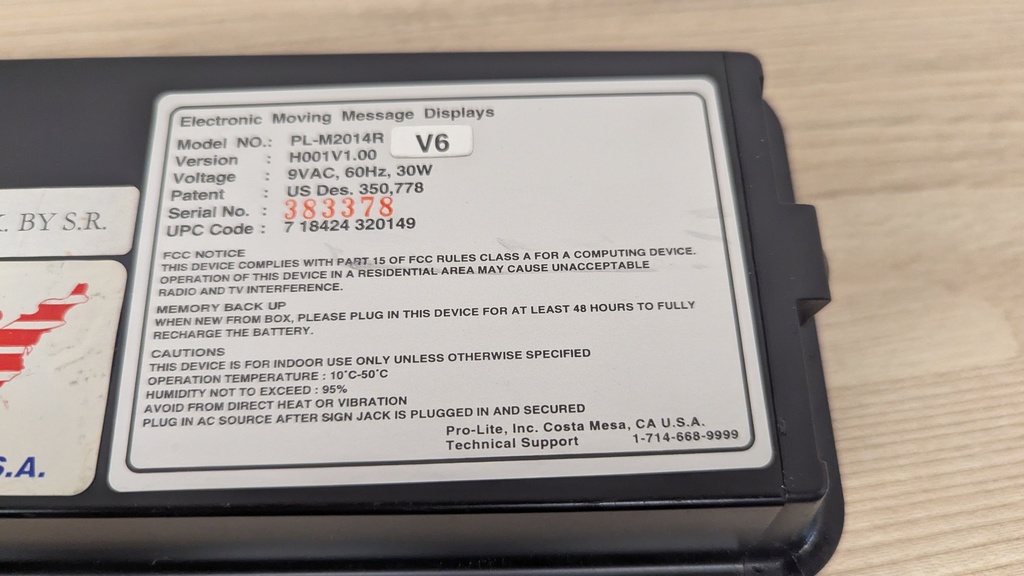 Electronic Moving Message Displays
Model NO.: PL-M2014R V6
Version : H001V1.00
Voltage : 9VAC, 60Hz, 30W
Patent : US Des. 350,778
Serial No. : 383378
UPC Code : 7 18424 320149
FCC NOTICE
THIS DEVICE COMPLIES WITH PART 15 OF FCC RULES CLASS A FOR A COMPUTING DEVICE.
OPERATION OF THIS DEVICE IN A RESIDENTIAL AREA MAY CAUSE UNACCEPTABLE
RADIO AND TV INTERFERENCE.
MEMORY BACK UP
WHEN NEW FROM BOX, PLEASE PLUG IN THIS DEVICE FOR AT LEAST 48 HOURS TO FULLY
RECHARGE THE BATTERY.
CAUTIONS
THIS DEVICE IS FOR INDOOR USE ONLY UNLESS OTHERWISE SPECIFIED
OPERATION TEMPERATURE : 10°C-50°C
HUMIDITY NOT TO EXCEED : 95%
AVOID FROM DIRECT HEAT OR VIBRATION
PLUG IN AC SOURCE AFTER SIGN JACK IS PLUGGED IN AND SECURED
Pro-Lite, Inc. Costa Mesa, CA U.S.A.
Technical Support 1-714-668-9999
BY S.R.
S.A.